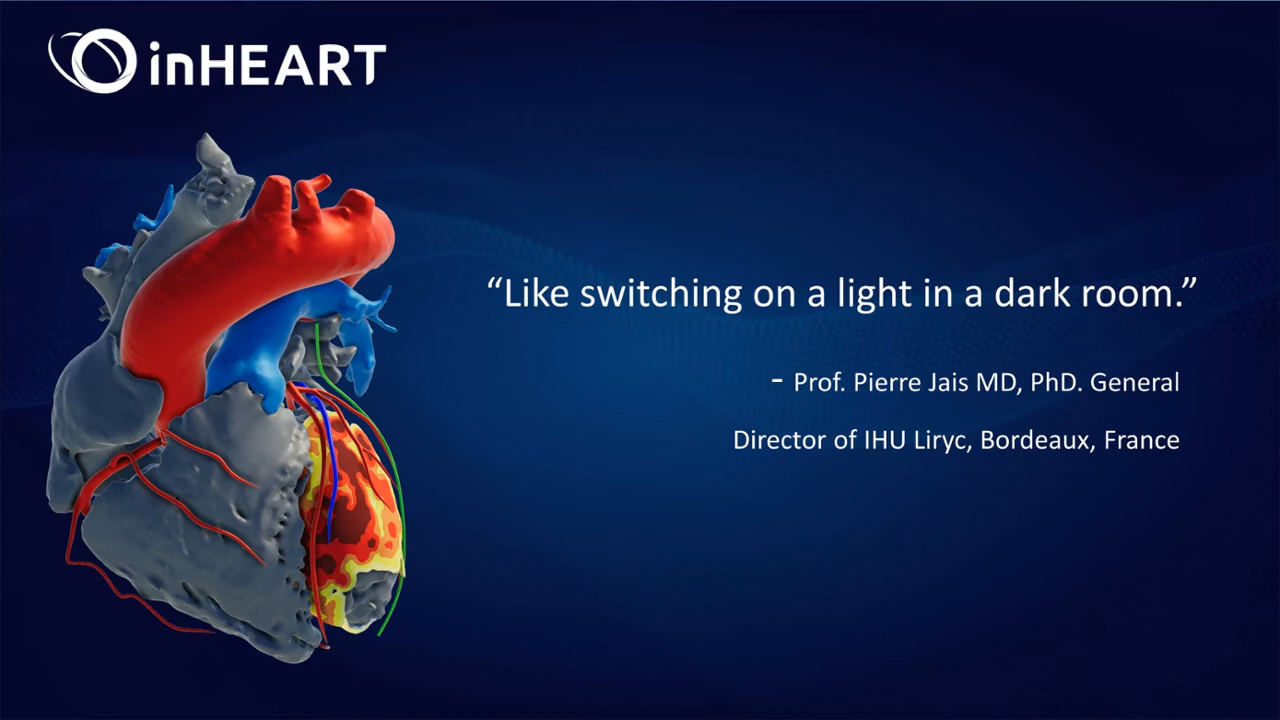 inHEART
“Like switching on a light in a dark room.”
- Prof. Pierre Jais MD, PhD. General
Director of IHU Liryc, Bordeaux, France